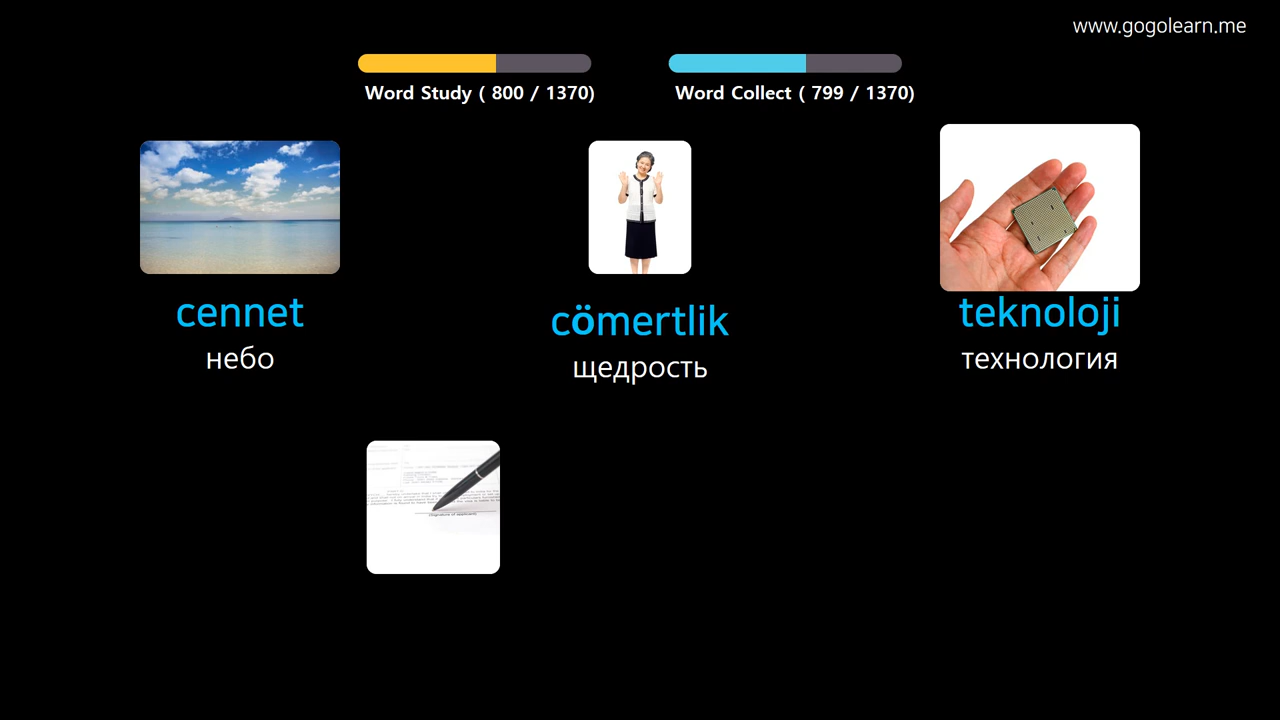 www.gogolearn.me
Word Study ( 800 / 1370)
Word Collect ( 799 / 1370)
cennet
небо
cömertlik
щедрость
teknoloji
технология